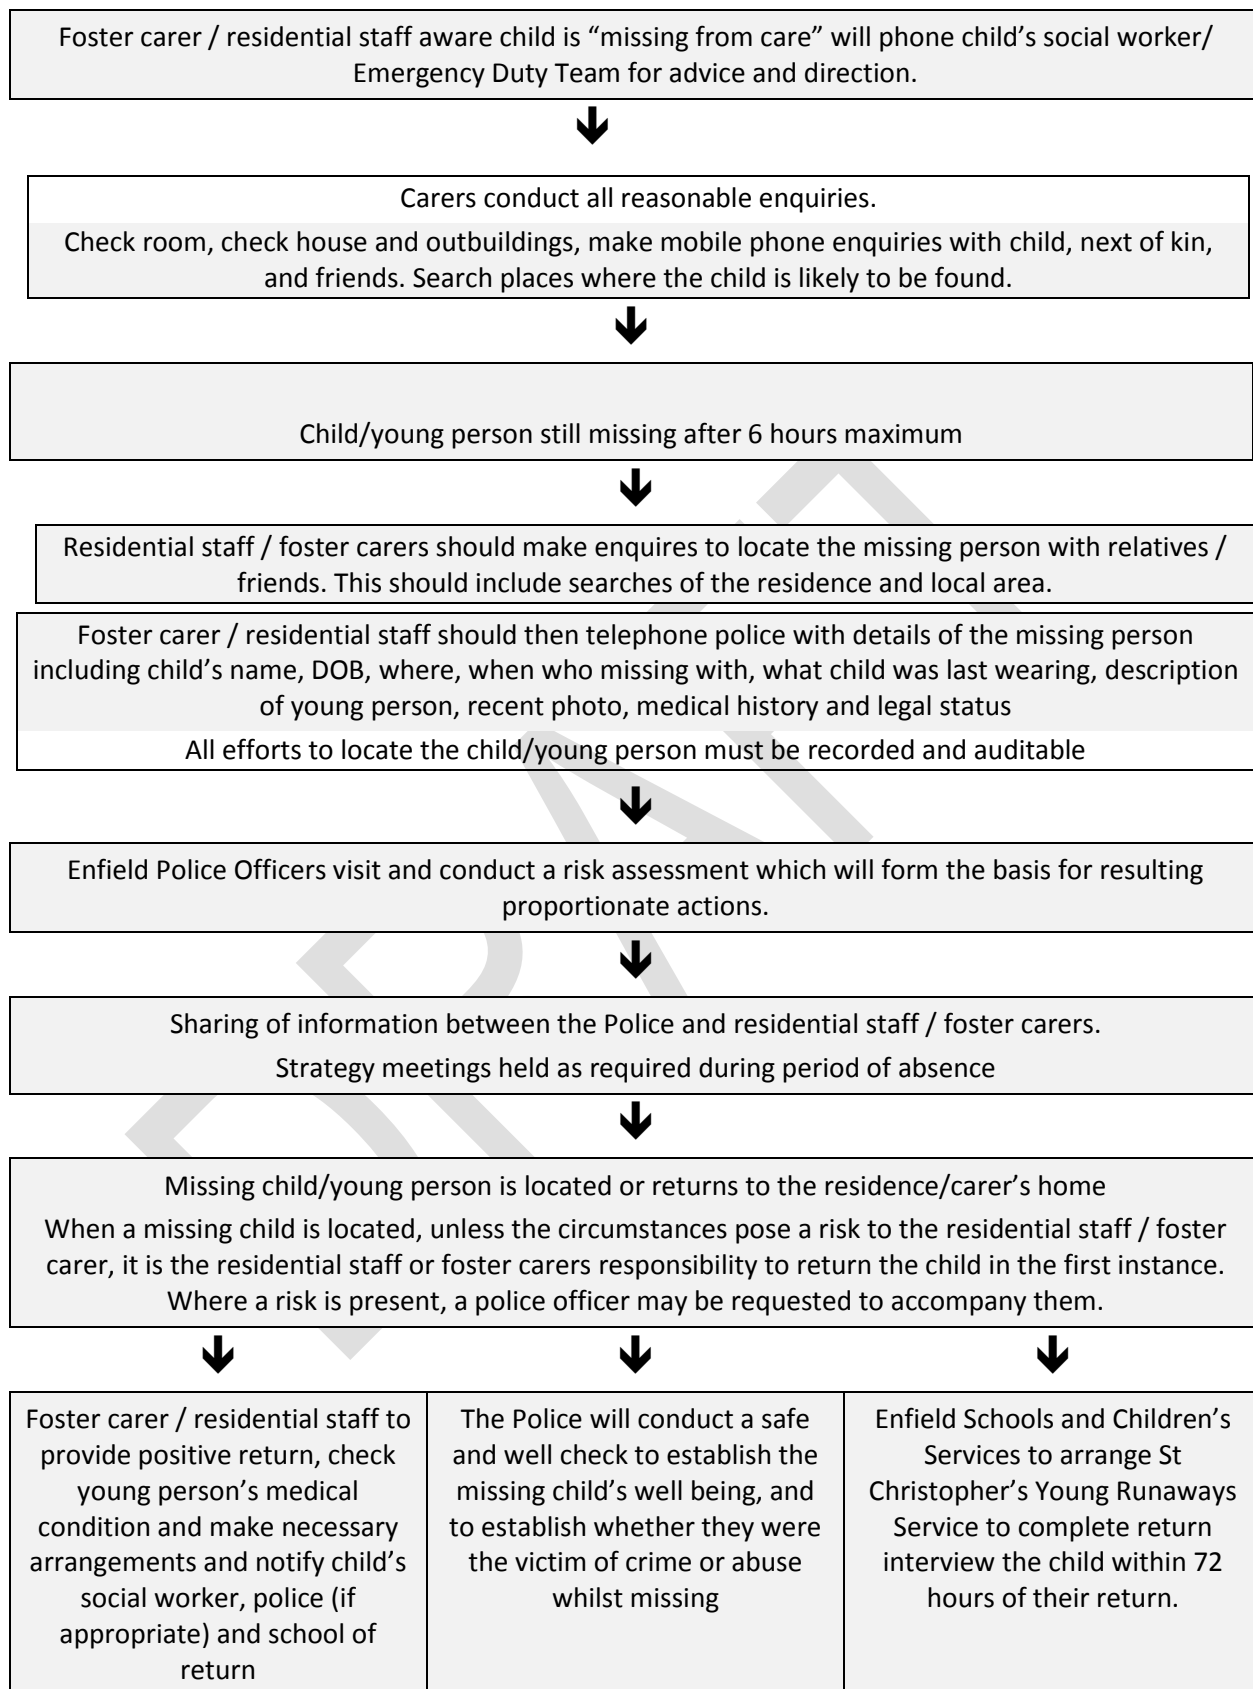 Foster carer / residential staff aware child is “missing from care” will phone child’s social worker/
Emergency Duty Team for advice and direction.
Carers conduct all reasonable enquiries.
Check room, check house and outbuildings, make mobile phone enquiries with child, next of kin,
and friends. Search places where the child is likely to be found.
Child/young person still missing after 6 hours maximum
Residential staff / foster carers should make enquires to locate the missing person with relatives /
friends. This should include searches of the residence and local area.
Foster carer / residential staff should then telephone police with details of the missing person
including child’s name, DOB, where, when who missing with, what child was last wearing, description
of young person, recent photo, medical history and legal status
All efforts to locate the child/young person must be recorded and auditable
Enfield Police Officers visit and conduct a risk assessment which will form the basis for resulting
proportionate actions.
Sharing of information between the Police and residential staff / foster carers.
Strategy meetings held as required during period of absence
Missing child/young person is located or returns to the residence/carer’s home
When a missing child is located, unless the circumstances pose a risk to the residential staff / foster
carer, it is the residential staff or foster carers responsibility to return the child in the first instance.
Where a risk is present, a police officer may be requested to accompany them.
Foster carer / residential staff to
provide positive return, check
young person’s medical
condition and make necessary
arrangements and notify child’s
social worker, police (if
appropriate) and school of
return
The Police will conduct a safe
and well check to establish the
missing child’s well being, and
to establish whether they were
the victim of crime or abuse
whilst missing
Enfield Schools and Children’s
Services to arrange St
Christopher’s Young Runaways
Service to complete return
interview the child within 72
hours of their return.
DRAFT